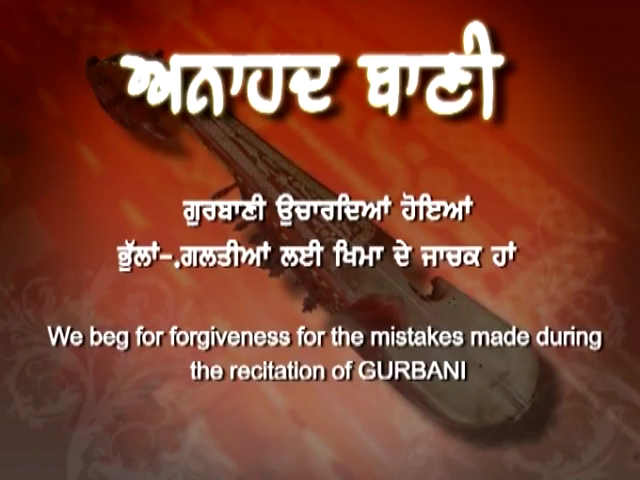 ਅਨਾਹਦ ਬਾਣੀ
ਗੁਰਬਾਣੀ ਉਚਾਰਦਿਆਂ ਹੋਇਆਂ
ਭੁੱਲਾਂ-.ਗਲਤੀਆਂ ਲਈ ਖਿਮਾ ਦੇ ਜਾਚਕ ਹਾਂ
We beg for forgiveness for the mistakes made during
the recitation of GURBANI